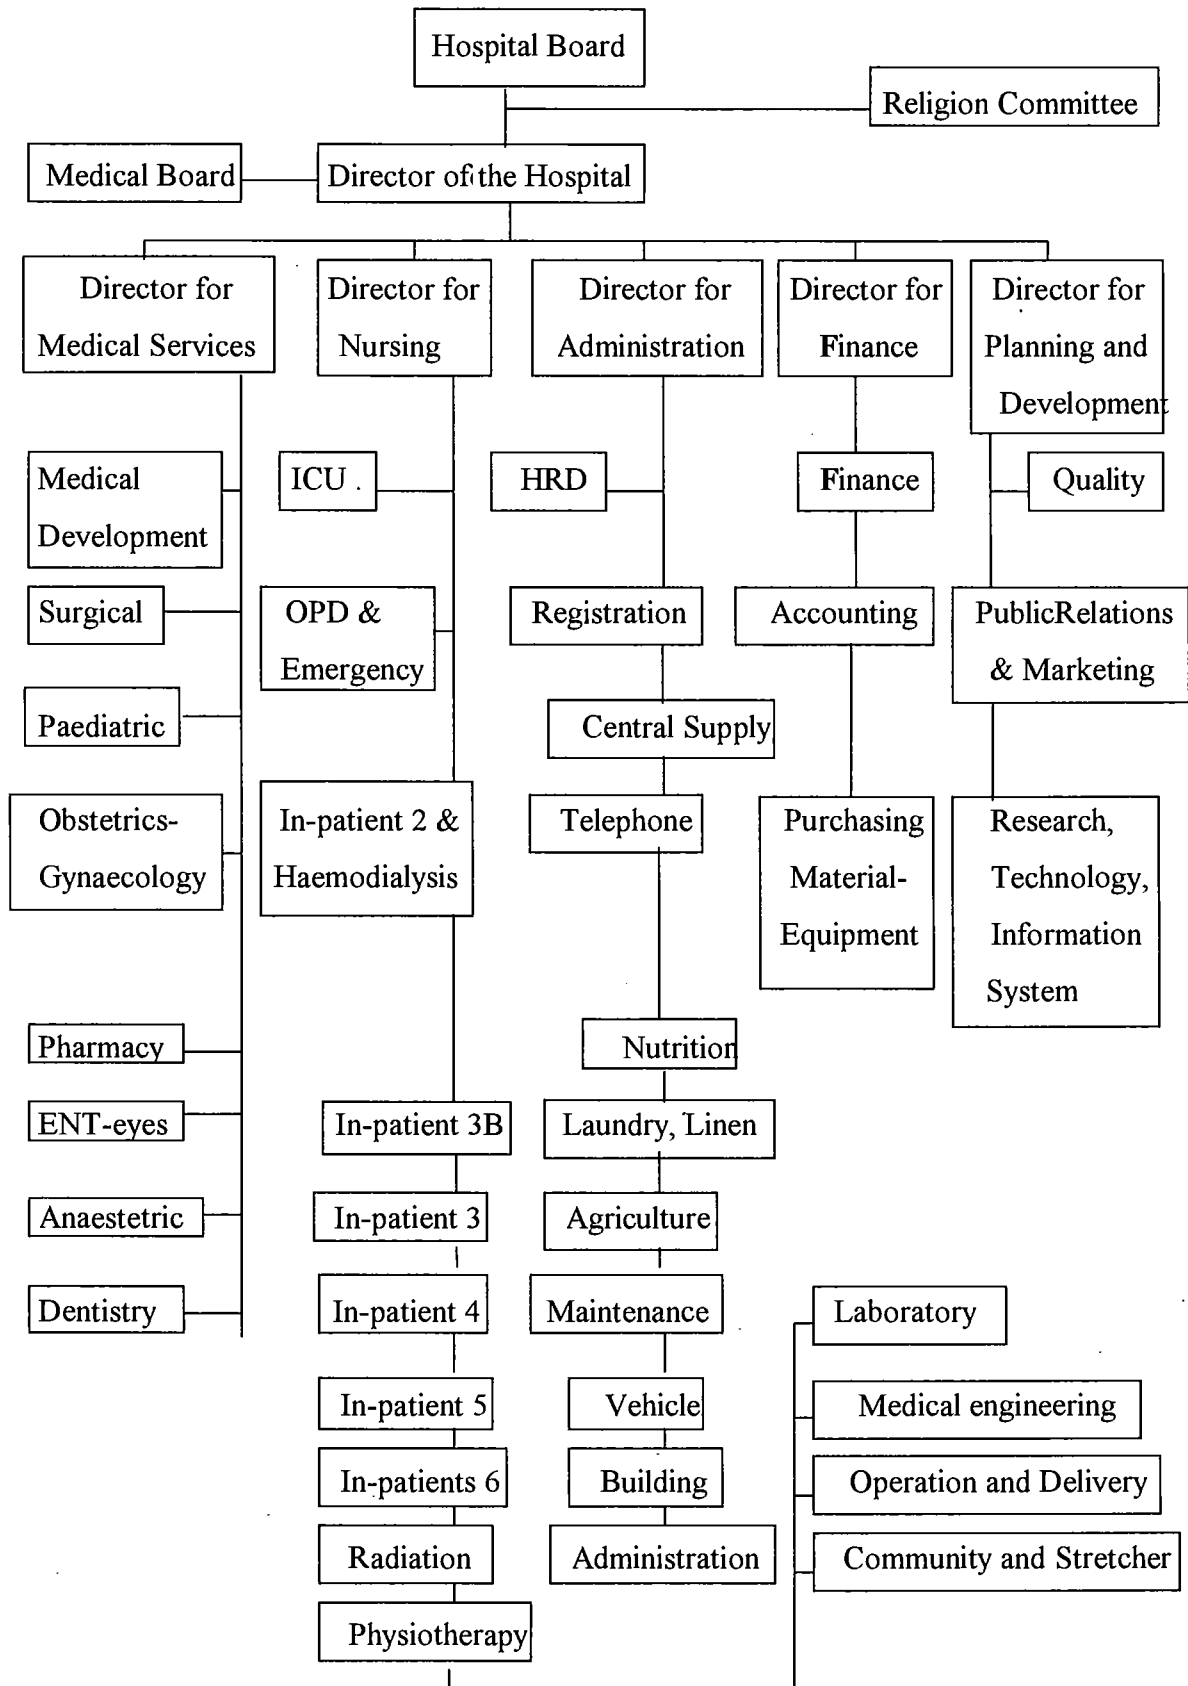 Hospital Board
Religion Committee
Medical Board
Director of the Hospital
Director for
Medical Services
Director for
Nursing
Director for
Administration
Director for
Finance
Director for
Planning and
Development
Medical
Development
ICU .
HRD
Finance
Quality
Surgical
OPD &
Emergency
Registration
Accounting
PublicRelations
& Marketing
Paediatric
Central Supply
Obstetrics-
Gynaecology
In-patient 2 &
Haemodialysis
Telephone
Purchasing
Material-
Equipment
Research,
Technology,
Information
System
Pharmacy
Nutrition
ENT-eyes
In-patient 3B
Laundry, Linen
Anaestetric
In-patient 3
Agriculture
Dentistry
In-patient 4
Maintenance
Laboratory
In-patient 5
Vehicle
Medical engineering
In-patients 6
Building
Operation and Delivery
Radiation
Administration
Community and Stretcher
Physiotherapy